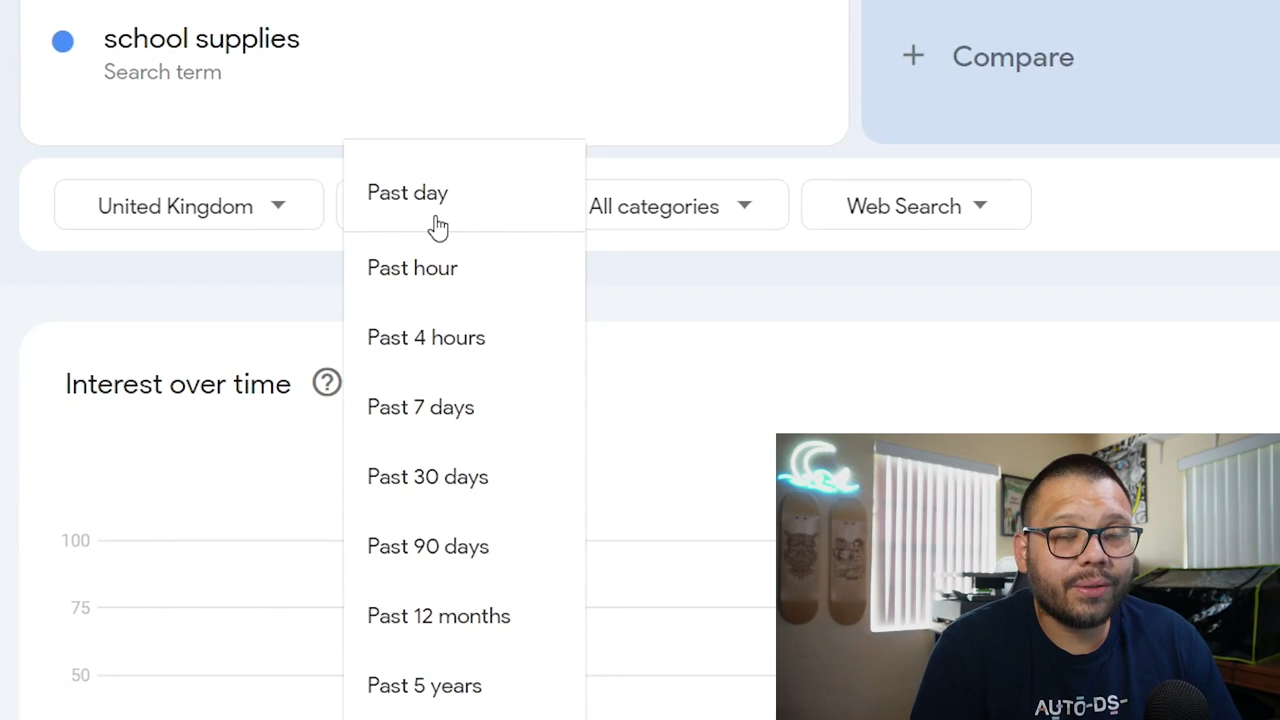 school supplies
Search term
+ Compare
United Kingdom
All categories
Web Search
Past day
Past hour
Past 4 hours
Past 7 days
Past 30 days
Past 90 days
Past 12 months
Past 5 years
Interest over time ?
100
75
50
AUTO-DS-